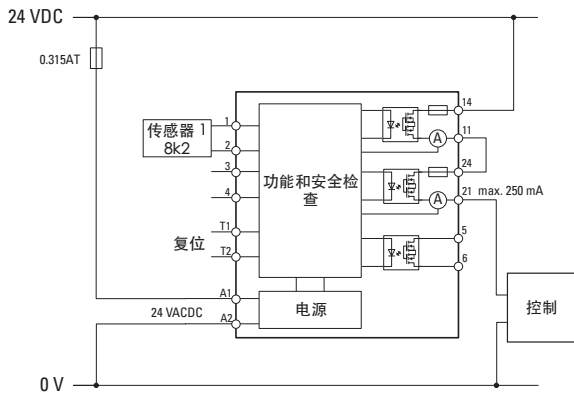 24 VDC
0.315AT
传感器 1
8k2
1
2
3
4
复位
T1
T2
A1
24 VACDC
A2
功能和安全检
查
电源
14
A
11
24
A
21
max. 250 mA
5
6
控制
0 V